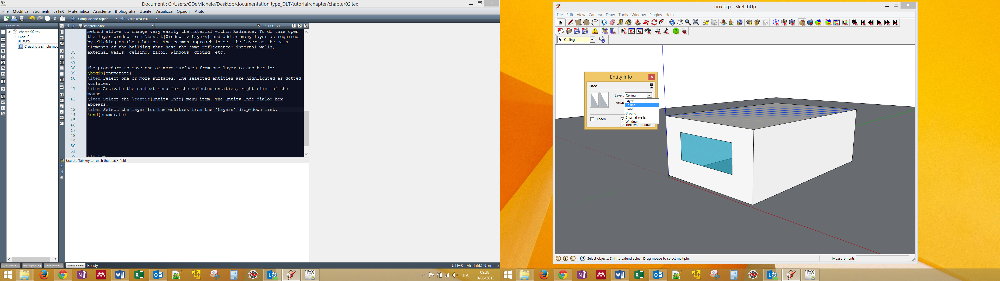 TEX
Document : C:/Users/GDeMichele/Desktop/documentation type_DLT/tutorial/chapter/chapter02.tex
File Modifica Strumenti LaTeX Matematica Assistente Bibliografia Utente Visualizza Opzioni Aiuto
Compilazione rapida Visualizza PDF
Struttura
chapter02.tex
LABELS
BLOCKS
Creating a simple mod
chapter02.tex
L: 43 C: 71
1 2 3
method allows to change very easily the material within Radiance. To do this open
the layer window from \textit{Window -> Layers} and add as many layer as required
by clicking on the + button. The common approach is set the layer as the main
elements of the building that have the same reflectance: internal walls,
35 external walls, ceiling, floor, Windows, ground, etc.
36
37
38 The procedure to move one or more surfaces from one layer to another is:
39 \begin{enumerate}
40 \item Select one or more surfaces. The selected entities are highlighted as dotted
surfaces.
41 \item Activate the context menu for the selected entities, right click of the
mouse.
42 \item Select the \textit{Entity Info} menu item. The Entity Info dialog box
appears.
43 \item Select the layer for the entities from the 'Layers' drop-down list.
44 \end{enumerate}
45
46
47
48
49
50
51
52 %In the
Use the Tab key to reach the next • field
Structure Messages / Log Pdf Viewer Source Viewer Ready
UTF-8 Modalità Normale
ITA
09:28
10/06/2015
box.skp - SketchUp
File Edit View Camera Draw Tools Window Plugins Help
Ceiling
Entity Info
Face
Layer: Ceiling
Area:
Layer0
Ceiling
Floor
Ground
Internal walls
Window
Hidden
Receive Shadows
Select objects. Shift to extend select. Drag mouse to select multiple.
Measurements